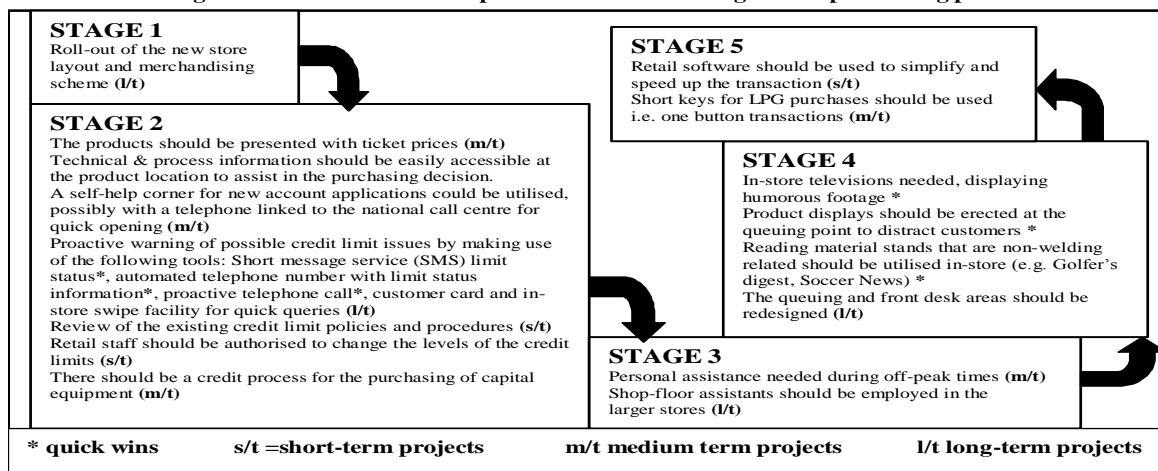 STAGE 1
Roll-out of the new store
layout and merchandising
scheme (l/t)
STAGE 2
The products should be presented with ticket prices (m/t)
Technical & process information should be easily accessible at
the product location to assist in the purchasing decision.
A self-help corner for new account applications could be utilised,
possibly with a telephone linked to the national call centre for
quick opening (m/t)
Proactive warning of possible credit limit issues by making use
of the following tools: Short message service (SMS) limit
status*, automated telephone number with limit status
information*, proactive telephone call*, customer card and in-
store swipe facility for quick queries (l/t)
Review of the existing credit limit policies and procedures (s/t)
Retail staff should be authorised to change the levels of the credit
limits (s/t)
There should be a credit process for the purchasing of capital
equipment (m/t)
STAGE 3
Personal assistance needed during off-peak times (m/t)
Shop-floor assistants should be employed in the
larger stores (l/t)
STAGE 4
In-store televisions needed, displaying
humorous footage *
Product displays should be erected at the
queuing point to distract customers *
Reading material stands that are non-welding
related should be utilised in-store (e.g. Golfer's
digest, Soccer News) *
The queuing and front desk areas should be
redesigned (l/t)
STAGE 5
Retail software should be used to simplify and
speed up the transaction (s/t)
Short keys for LPG purchases should be used
i.e. one button transactions (m/t)
* quick wins s/t =short-term projects m/t medium term projects l/t long-term projects